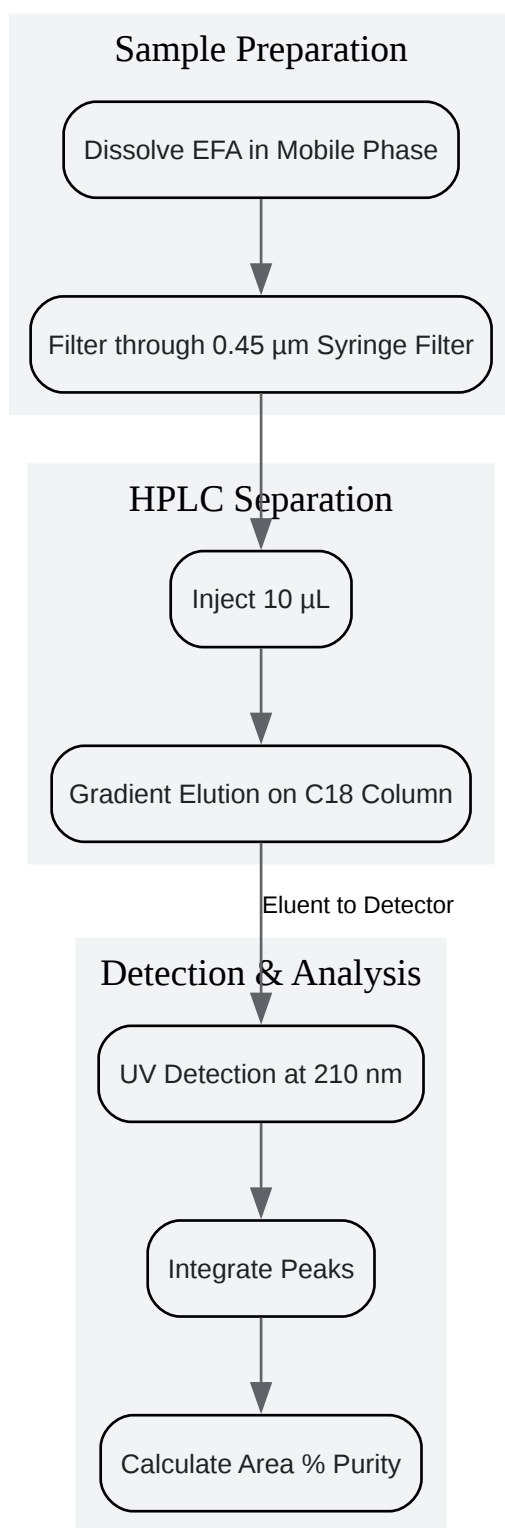 Sample Preparation
Dissolve EFA in Mobile Phase
Filter through 0.45 µm Syringe Filter
HPLC Separation
Inject 10 µL
Gradient Elution on C18 Column
Eluent to Detector
Detection & Analysis
UV Detection at 210 nm
Integrate Peaks
Calculate Area % Purity